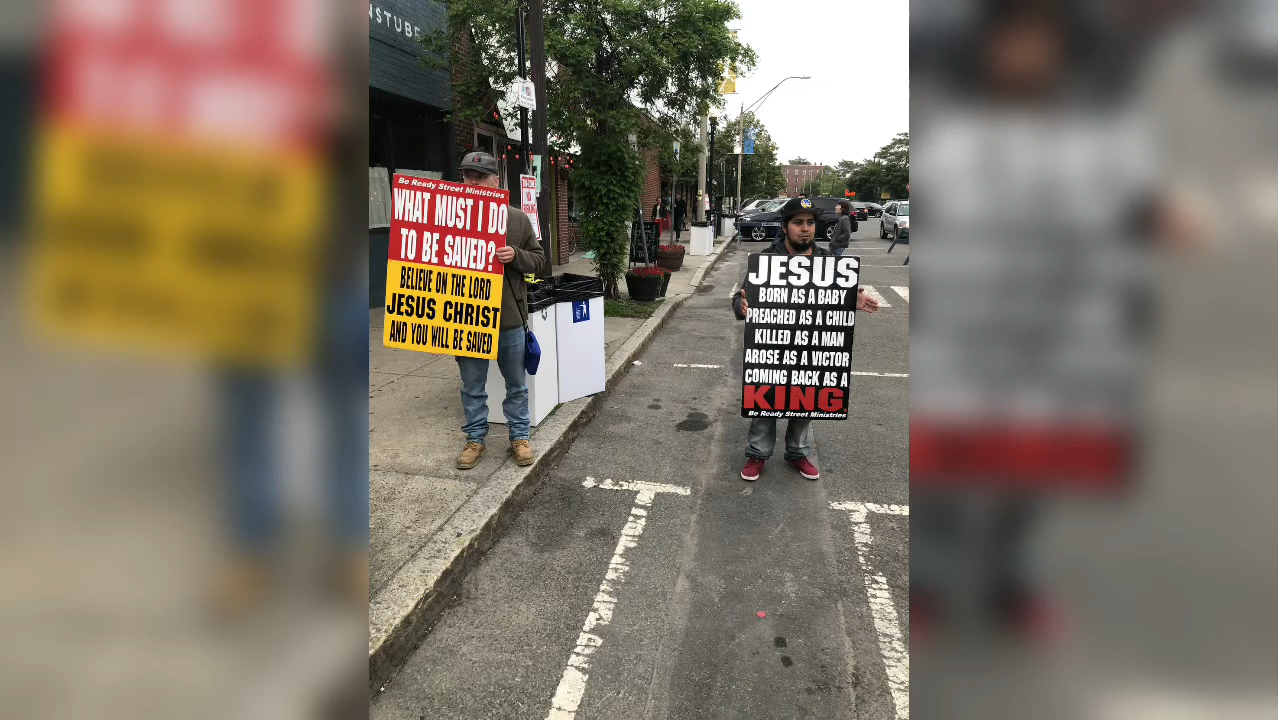 NSTUBE
Be Ready Street Ministries
WHAT MUST I DO
TO BE SAVED?
BELIEVE ON THE LORD
JESUS CHRIST
AND YOU WILL BE SAVED
JESUS
BORN AS A BABY
PREACHED AS A CHILD
KILLED AS A MAN
AROSE AS A VICTOR
COMING BACK AS A
KING
Be Ready Street Ministries